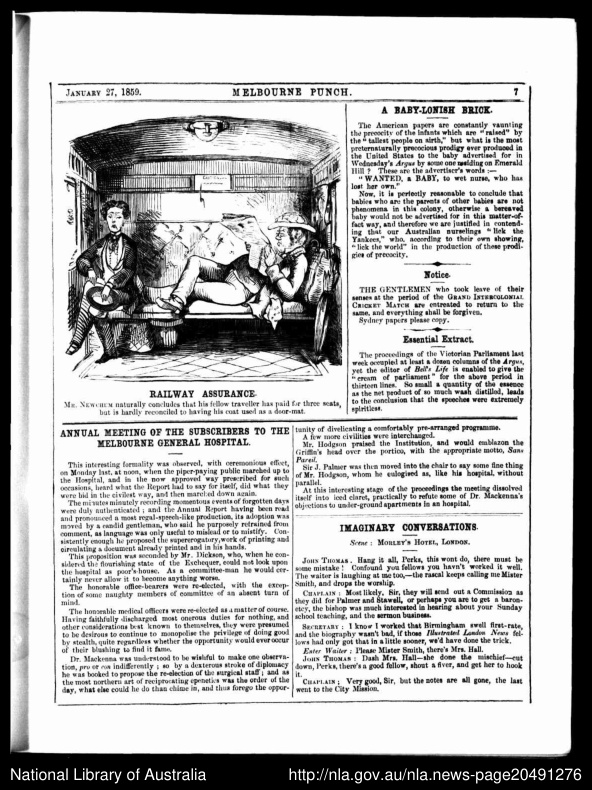 JANUARY 27, 1859.
MELBOURNE PUNCH.
7
RAILWAY ASSURANCE.
MR. NEWCHUM naturally concludes that his fellow traveller has paid for three seats,
but is hardly reconciled to having his coat used as a door-mat.
A BABY-LONISH BRICK.
The American papers are constantly vaunting
the precocity of the infants which are "raised" by
the "tallest people on airth," but what is the most
preternaturally precocious prodigy ever produced in
the United States to the baby advertised for in
Wednesday's Argus by some one residing on Emerald
Hill ? These are the advertiser's words :—
"WANTED, a BABY, to wet nurse, who has
lost her own."
Now, it is perfectly reasonable to conclude that
babies who are the parents of other babies are not
phenomena in this colony, otherwise a bereaved
baby would not be advertised for in this matter-of-
fact way, and therefore we are justified in contend-
ing that our Australian nurselings "lick the
Yankees," who, according to their own showing,
"lick the world" in the production of these prodi-
gies of precocity.
Notice.
THE GENTLEMEN who took leave of their
senses at the period of the GRAND INTERCOLONIAL
CRICKET MATCH are entreated to return to the
same, and everything shall be forgiven.
Sydney papers please copy.
Essential Extract.
The proceedings of the Victorian Parliament last
week occupied at least a dozen columns of the Argus,
yet the editor of Bell's Life is enabled to give the
"cream of parliament" for the above period in
thirteen lines. So small a quantity of the essence
as the net product of so much wash distilled, leads
to the conclusion that the speeches were extremely
spiritless.
ANNUAL MEETING OF THE SUBSCRIBERS TO THE
MELBOURNE GENERAL HOSPITAL.
This interesting formality was observed, with ceremonious effect,
on Monday last, at noon, when the piper-paying public marched up to
the Hospital, and in the now approved way prescribed for such
occasions, heard what the Report had to say for itself, did what they
were bid in the civilest way, and then marched down again.
The minutes minutely recording momentous events of forgotten days
were duly authenticated ; and the Annual Report having been read
and pronounced a most regal-speech-like production, its adoption was
moved by a candid gentleman, who said he purposely refrained from
comment, as language was only useful to mislead or to mistify. Con-
sistently enough he proposed the supererogatory work of printing and
circulating a document already printed and in his hands.
This proposition was seconded by Mr. Dickson, who, when he con-
sidered the flourishing state of the Exchequer, could not look upon
the hospital as poor's-house. As a committee-man he would cer-
tainly never allow it to become anything worse.
The honorable office-bearers were re-elected, with the excep-
tion of some naughty members of committee of an absent turn of
mind.
The honorable medical officers were re-elected as a matter of course.
Having faithfully discharged most onerous duties for nothing, and
other considerations best known to themselves, they were presumed
to be desirous to continue to monopolise the privilege of doing good
by stealth, quite regardless whether the opportunity would ever occur
of their blushing to find it fame.
Dr. Mackenna was understood to be wishful to make one observa-
tion, pro or con indifferently ; so by a dexterous stroke of diplomacy
he was booked to propose the re-election of the surgical staff ; and as
the most northern art of reciprocating epenetics was the order of the
day, what else could he do than chime in, and thus forego the oppor-
tunity of divelicating a comfortably pre-arranged programme.
A few more civilities were interchanged.
Mr. Hodgson praised the Institution, and would emblazon the
Griffin's head over the portico, with the appropriate motto, Sans
Pareil.
Sir J. Palmer was then moved into the chair to say some fine thing
of Mr. Hodgson, whom he eulogised as, like his hospital, without
parallel.
At this interesting stage of the proceedings the meeting dissolved
itself into iced claret, practically to refute some of Dr. Mackenna's
objections to under-ground apartments in an hospital.
IMAGINARY CONVERSATIONS.
Scene : MORLEY'S HOTEL, LONDON.
JOHN THOMAS. Hang it all, Perks, this wont do, there must be
some mistake ! Confound you fellows you havn't worked it well.
The waiter is laughing at me too,—the rascal keeps calling me Mister
Smith, and drops the worship.
CHAPLAIN : Most likely, Sir, they will send out a Commission as
they did for Palmer and Stawell, or perhaps you are to get a baron-
etcy, the bishop was much interested in hearing about your Sunday
school teaching, and the sermon business.
SECRETARY : I know I worked that Birmingham swell first-rate,
and the biography wasn't bad, if those Illustrated London News fel-
lows had only got that in a little sooner, we'd have done the trick.
Enter Waiter : Please Mister Smith, there's Mrs. Hall.
JOHN THOMAS : Dash Mrs. Hall—she done the mischief—cut
down, Perks, there's a good fellow, shout a fiver, and get her to hook
it.
CHAPLAIN ; Very good, Sir, but the notes are all gone, the last
went to the City Mission.
National Library of Australia
http://nla.gov.au/nla.news-page20491276